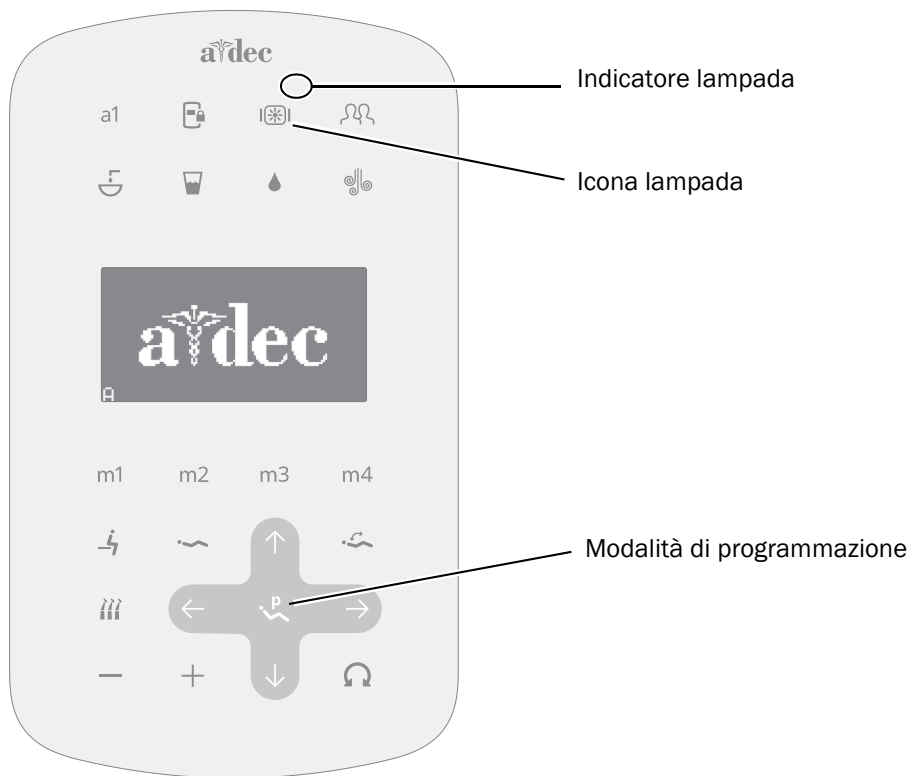 a dec
Indicatore lampada
a1
Icona lampada
a dec
A
m1 m2 m3 m4
Modalità di programmazione
p